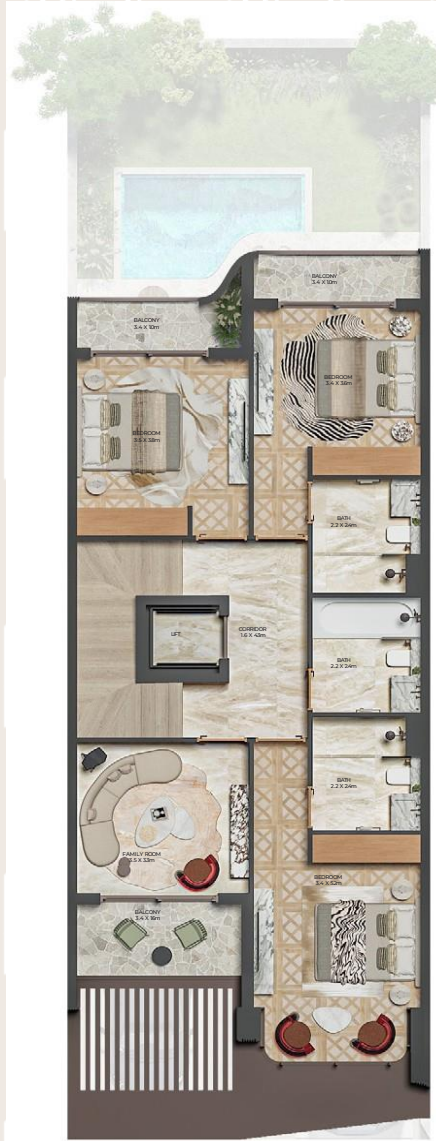 BALCONY
3.4 X 10m
BALCONY
3.4 X 10m
BEDROOM
3.4 X 38m
BEDROOM
3.5 X 38m
BATH
2.2 X 24m
LIFT
CORRIDOR
1.6 X 43m
BATH
2.2 X 24m
BATH
2.2 X 24m
FAMILY ROOM
3.5 X 33m
BEDROOM
3.4 X 52m
BALCONY
3.4 X 16m